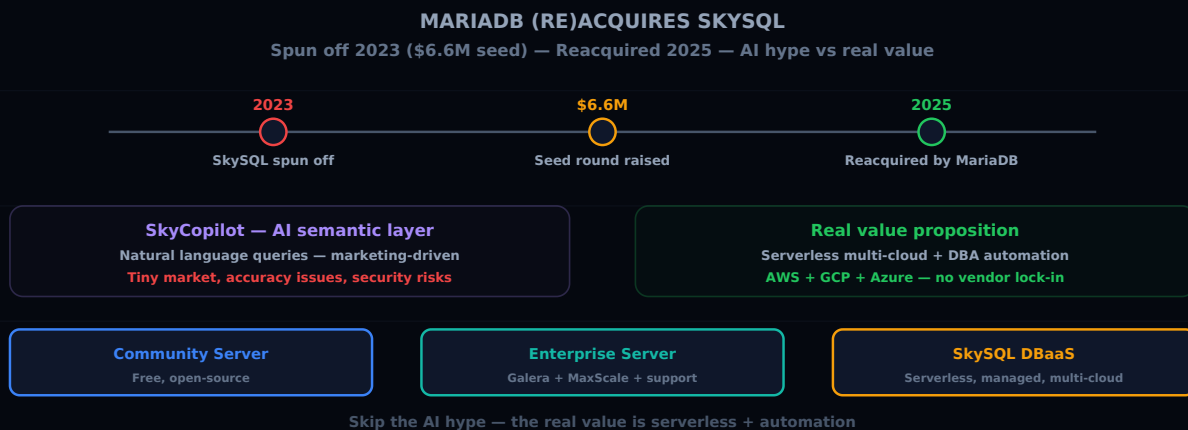 MARIADB (RE)ACQUIRES SKYSQL
Spun off 2023 ($6.6M seed) — Reacquired 2025 — AI hype vs real value
2023
$6.6M
2025
SkySQL spun off
Seed round raised
Reacquired by MariaDB
SkyCopilot — AI semantic layer
Natural language queries — marketing-driven
Tiny market, accuracy issues, security risks
Real value proposition
Serverless multi-cloud + DBA automation
AWS + GCP + Azure — no vendor lock-in
Community Server
Free, open-source
Enterprise Server
Galera + MaxScale + support
SkySQL DBaaS
Serverless, managed, multi-cloud
Skip the AI hype — the real value is serverless + automation